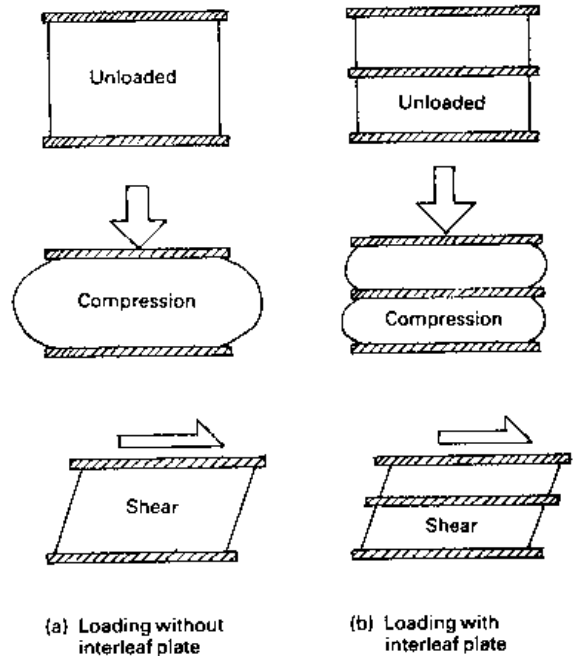 Unloaded
Unloaded
Compression
Compression
Shear
Shear
(a) Loading without
interleaf plate
(b) Loading with
interleaf plate